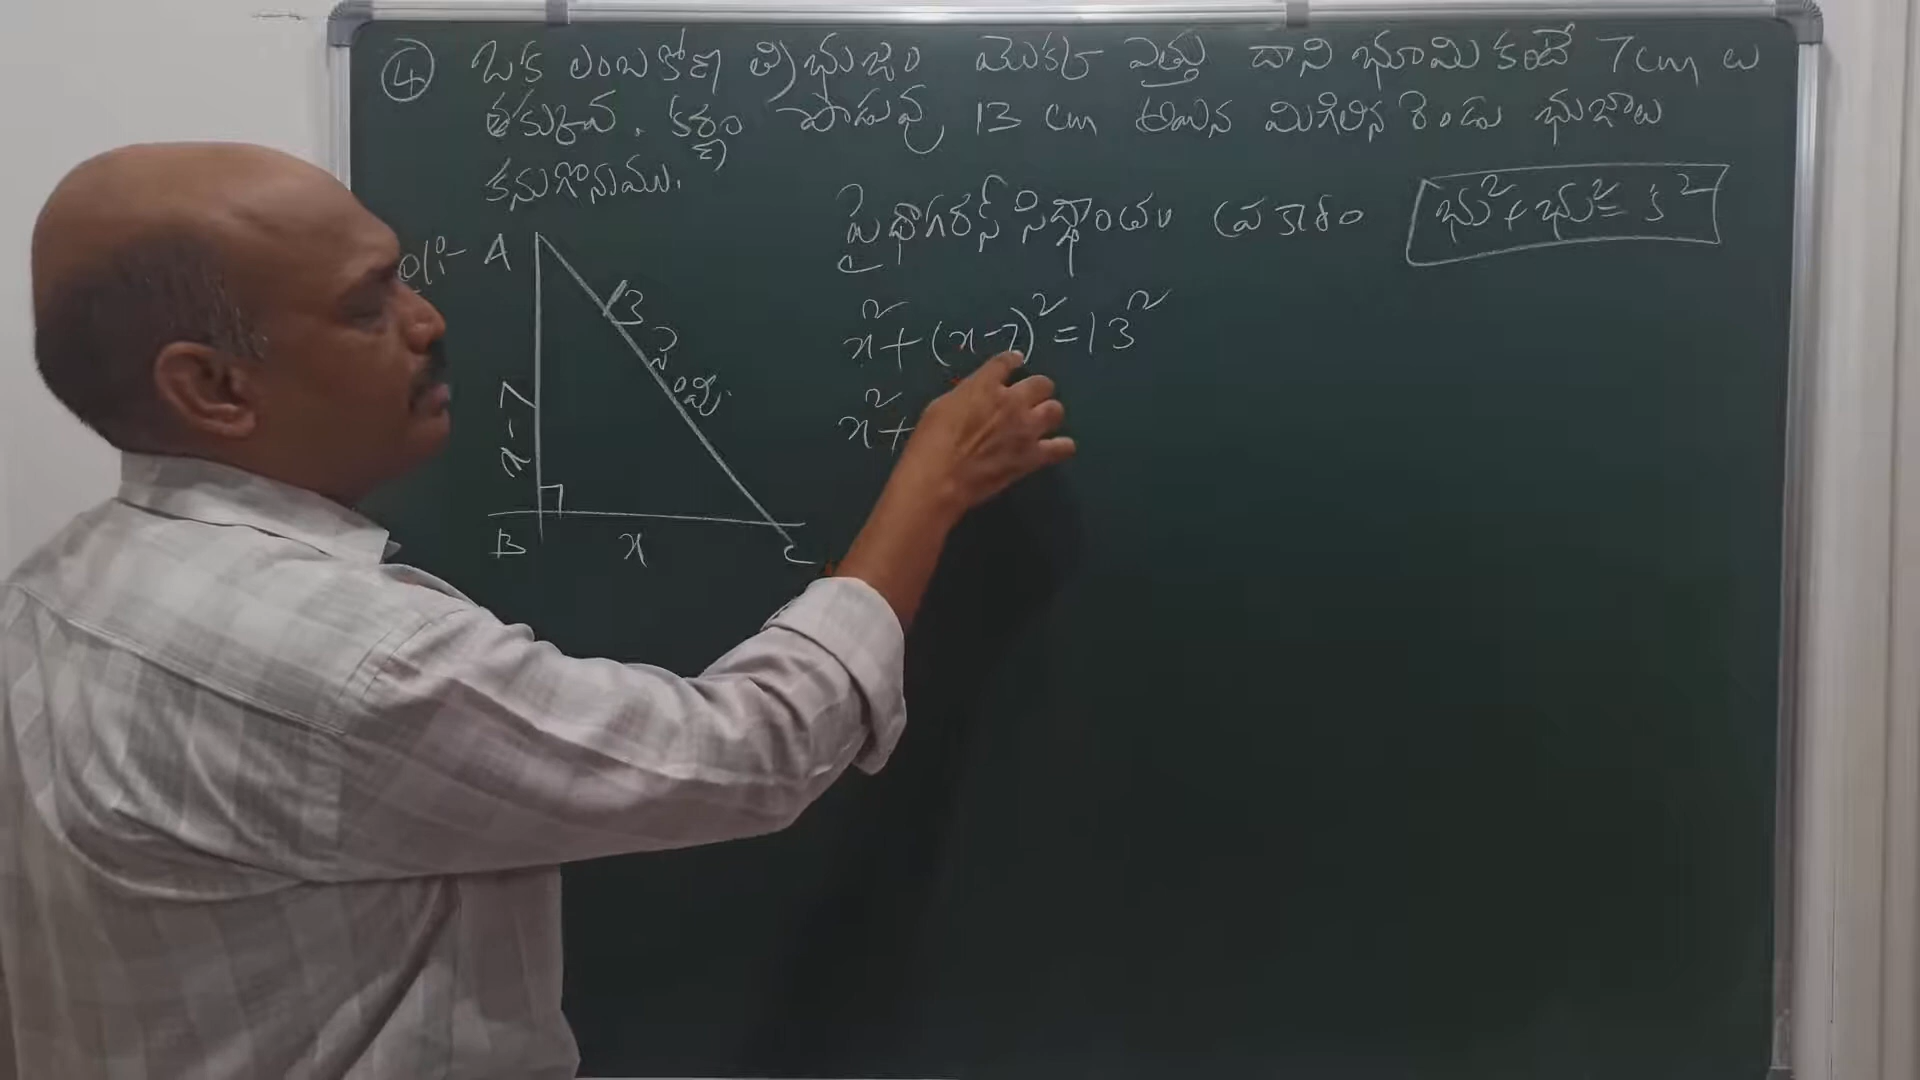 ④ ఒక లంబకోణ త్రిభుజం యొక్క ఎత్తు దాని భూమి కంటే 7cm లు
తక్కువ. కర్ణం పొడువు 13 cm అయిన మిగిలిన రెండు భుజాలు
కనుగొనుము.
పైథాగరస్ సిద్ధాంతం ప్రకారం భు²+భు²=క²
A
13 సెం.మీ.
x-7
B
x
C
x²+(x-7)²=13²
x²+